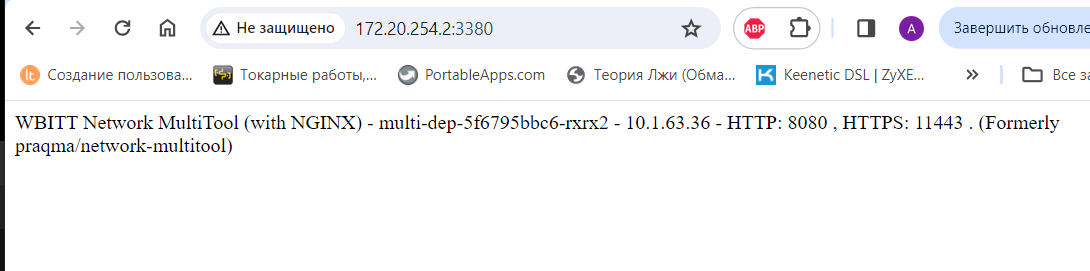 Не защищено 172.20.254.2:3380 ABP A Завершить обновле
lt Создание пользова... Токарные работы,... PortableApps.com Теория Лжи (Обма... Keenetic DSL | ZyXE... » Все за
WBITT Network MultiTool (with NGINX) - multi-dep-5f6795bbc6-rxrx2 - 10.1.63.36 - HTTP: 8080 , HTTPS: 11443 . (Formerly
praqma/network-multitool)